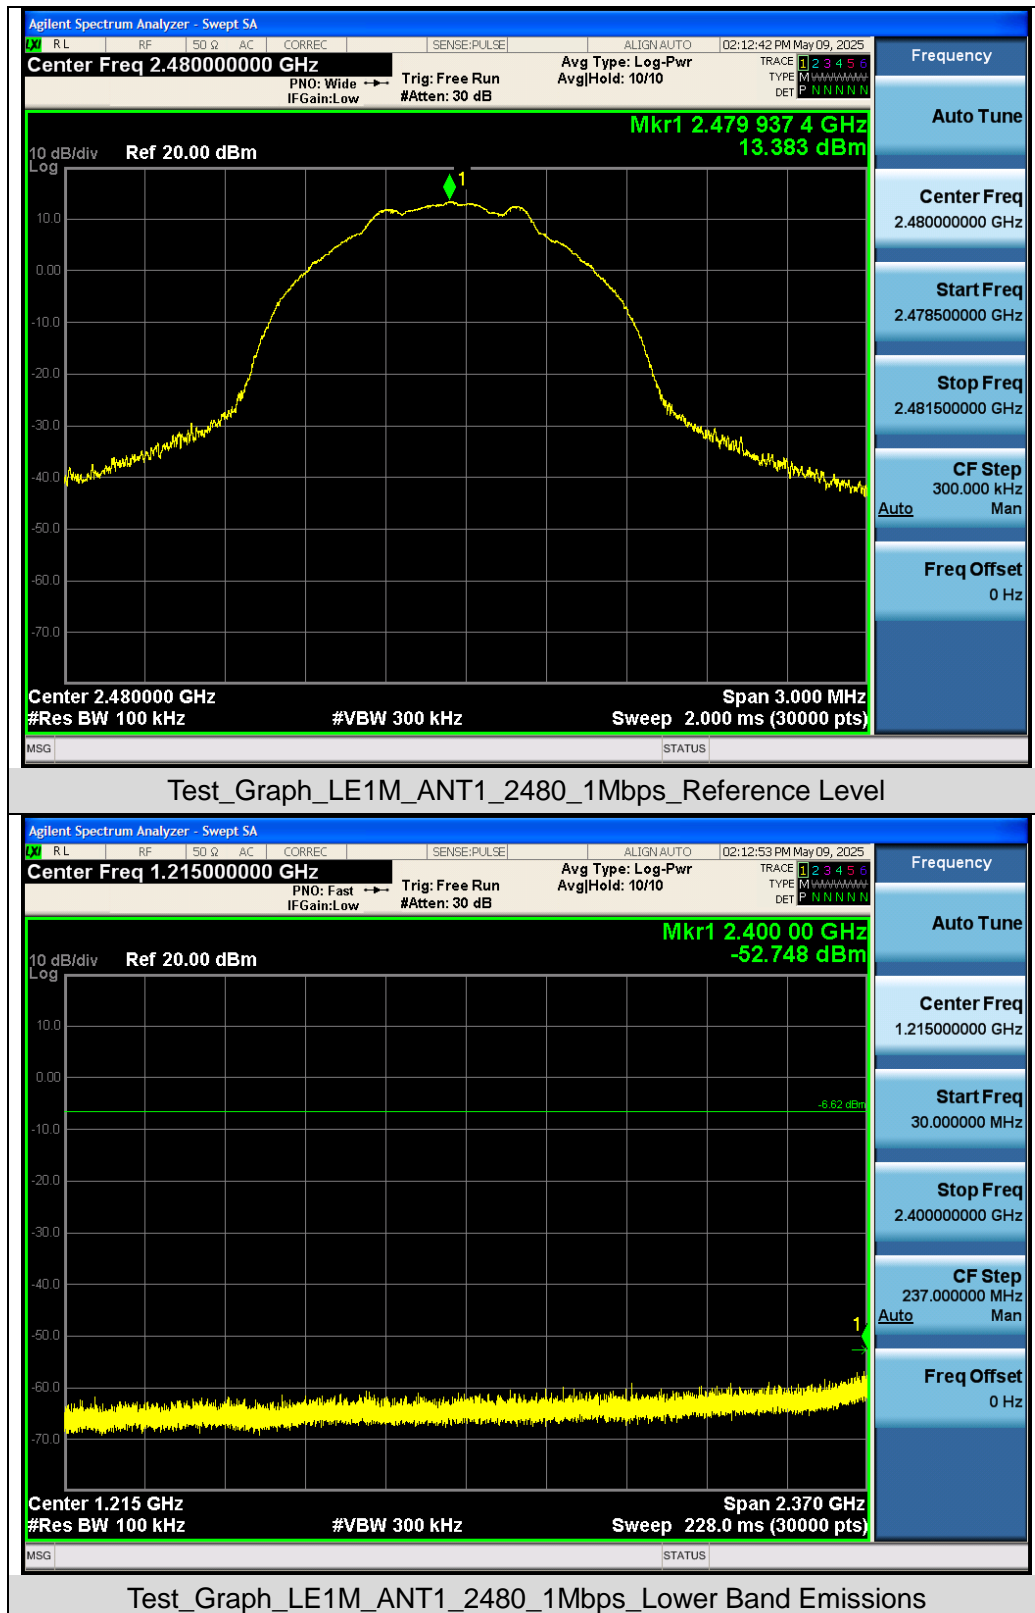 Agilent Spectrum Analyzer - Swept SA
LXI RL RF 50 Ω AC CORREC SENSE:PULSE ALIGN AUTO 02:12:42 PM May 09, 2025
Center Freq 2.480000000 GHz
PNO: Wide
IFGain:Low
Trig: Free Run
#Atten: 30 dB
Avg Type: Log-Pwr
Avg|Hold: 10/10
TRACE 1 2 3 4 5 6
TYPE M WWWWW
DET P N N N N N
Mkr1 2.479 937 4 GHz
13.383 dBm
10 dB/div Ref 20.00 dBm
Log
1
10.0
0.00
-10.0
-20.0
-30.0
-40.0
-50.0
-60.0
-70.0
Center 2.480000 GHz Span 3.000 MHz
#Res BW 100 kHz #VBW 300 kHz Sweep 2.000 ms (30000 pts)
MSG STATUS
Frequency
Auto Tune
Center Freq
2.480000000 GHz
Start Freq
2.478500000 GHz
Stop Freq
2.481500000 GHz
CF Step
300.000 kHz
Auto Man
Freq Offset
0 Hz
Test_Graph_LE1M_ANT1_2480_1Mbps_Reference Level
Agilent Spectrum Analyzer - Swept SA
LXI RL RF 50 Ω AC CORREC SENSE:PULSE ALIGN AUTO 02:12:53 PM May 09, 2025
Center Freq 1.215000000 GHz
PNO: Fast
IFGain:Low
Trig: Free Run
#Atten: 30 dB
Avg Type: Log-Pwr
Avg|Hold: 10/10
TRACE 1 2 3 4 5 6
TYPE M WWWWW
DET P N N N N N
Mkr1 2.400 00 GHz
-52.748 dBm
10 dB/div Ref 20.00 dBm
Log
10.0
0.00
-6.62 dBm
-10.0
-20.0
-30.0
-40.0
1
-50.0
-60.0
-70.0
Center 1.215 GHz Span 2.370 GHz
#Res BW 100 kHz #VBW 300 kHz Sweep 228.0 ms (30000 pts)
MSG STATUS
Frequency
Auto Tune
Center Freq
1.215000000 GHz
Start Freq
30.000000 MHz
Stop Freq
2.400000000 GHz
CF Step
237.000000 MHz
Auto Man
Freq Offset
0 Hz
Test_Graph_LE1M_ANT1_2480_1Mbps_Lower Band Emissions